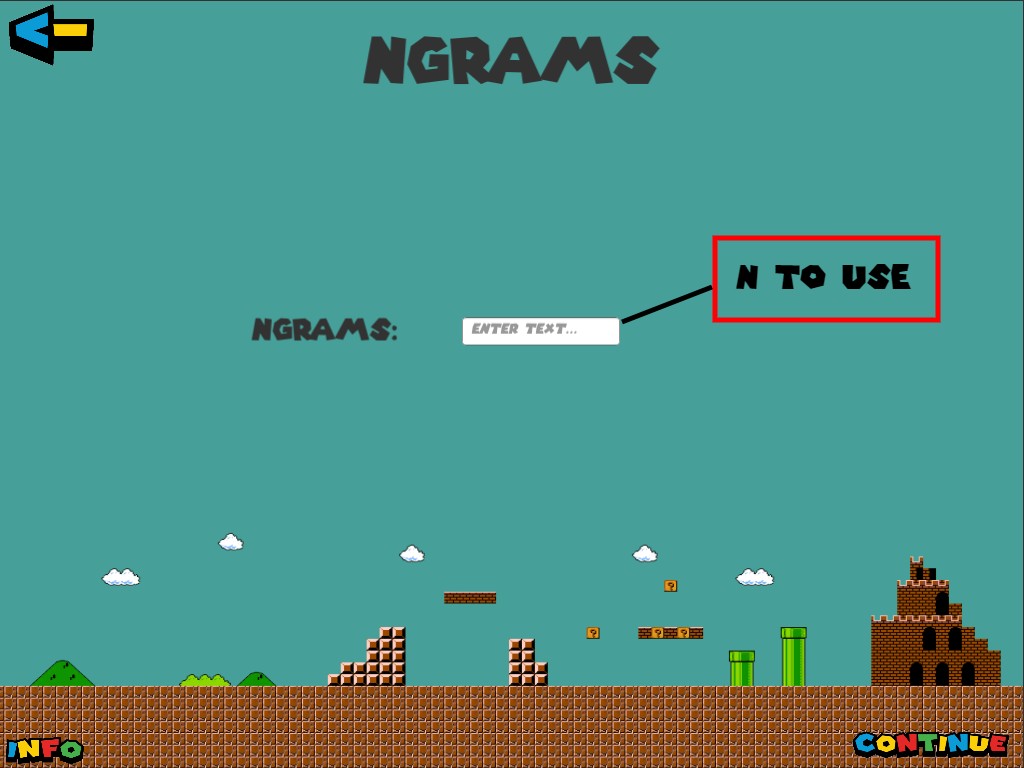 NGRAMS
N TO USE
NGRAMS: ENTER TEXT...
? 
? ? ?
INFO
CONTINUE